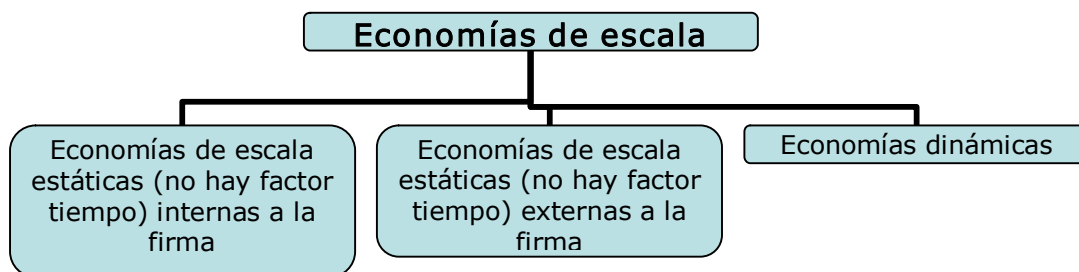 Economías de escala
Economías de escala
estáticas (no hay factor
tiempo) internas a la
firma
Economías de escala
estáticas (no hay factor
tiempo) externas a la
firma
Economías dinámicas